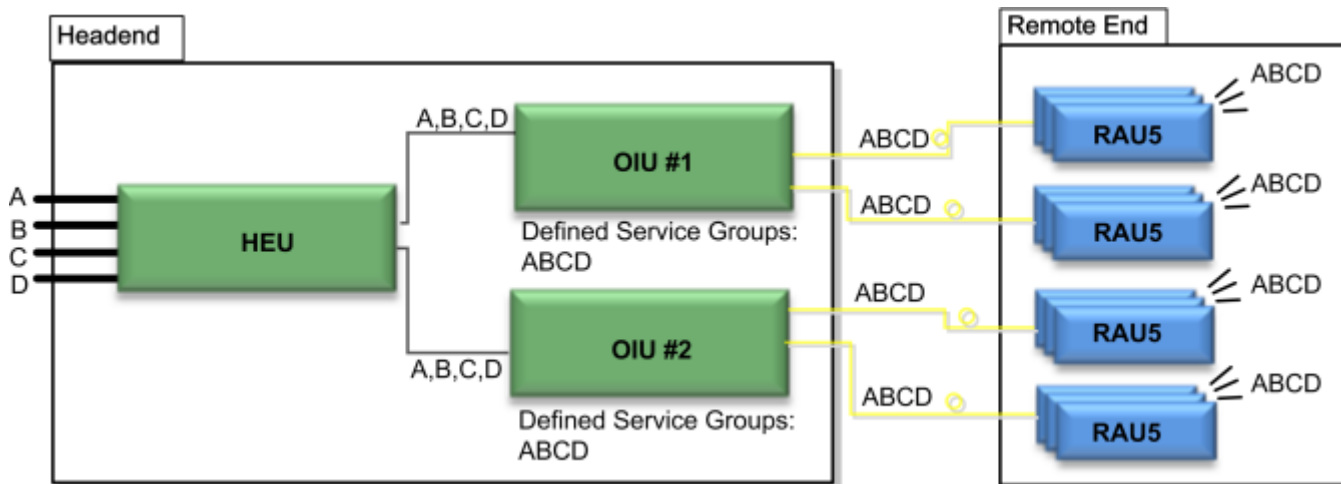 Headend
Remote End
A
B
C
D
HEU
A,B,C,D
A,B,C,D
OIU #1
Defined Service Groups:
ABCD
OIU #2
Defined Service Groups:
ABCD
ABCD
ABCD
ABCD
ABCD
RAU5
ABCD
RAU5
ABCD
RAU5
ABCD
RAU5
ABCD